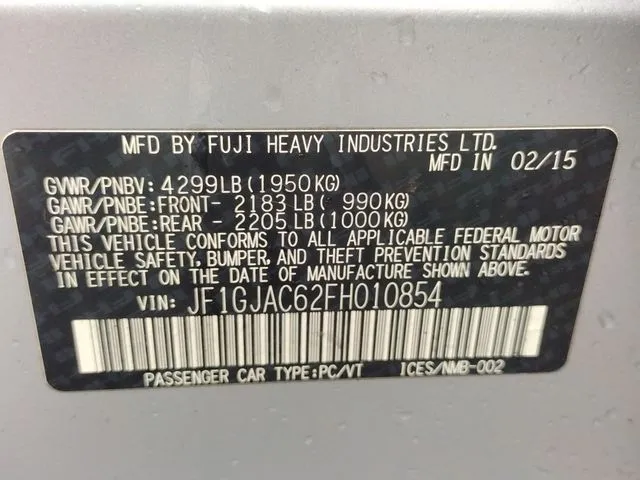 MFD BY FUJI HEAVY INDUSTRIES LTD.
MFD IN 02/15
GVWR/PNBV: 4299LB(1950KG)
GAWR/PNBE:FRONT- 2183LB( 990KG)
GAWR/PNBE:REAR - 2205LB(1000KG)
THIS VEHICLE CONFORMS TO ALL APPLICABLE FEDERAL MOTOR
VEHICLE SAFETY, BUMPER, AND THEFT PREVENTION STANDARDS
IN EFFECT ON THE DATE OF MANUFACTURE SHOWN ABOVE.
VIN: JF1GJAC62FH010854
PASSENGER CAR TYPE:PC/VT ICES/NMB-002